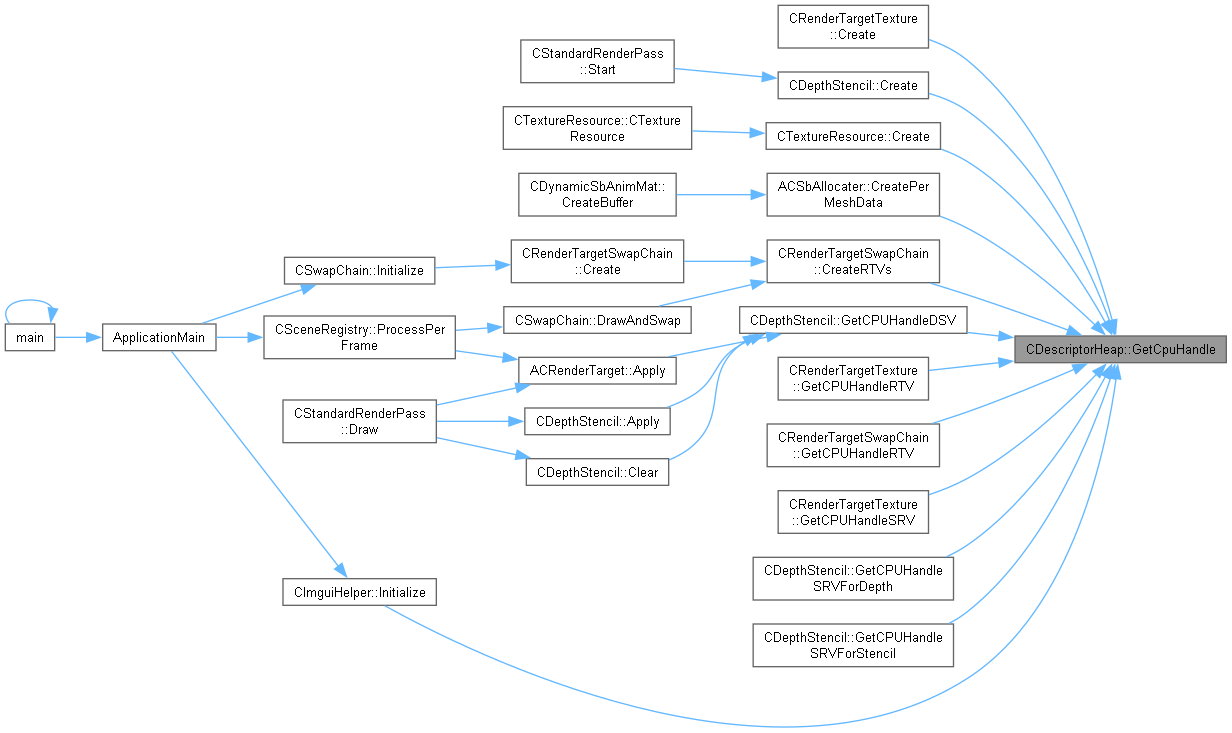 CRenderTargetTexture
::Create
CStandardRenderPass
::Start
CDepthStencil::Create
CTextureResource::CTexture
Resource
CTextureResource::Create
CDynamicSbAnimMat::
CreateBuffer
ACSbAllocater::CreatePer
MeshData
CSwapChain::Initialize
CRenderTargetSwapChain
::Create
CRenderTargetSwapChain
::CreateRTVs
main
ApplicationMain
CSceneRegistry::ProcessPer
Frame
CSwapChain::DrawAndSwap
CDepthStencil::GetCPUHandleDSV
CDescriptorHeap::GetCpuHandle
ACRenderTarget::Apply
CRenderTargetTexture
::GetCPUHandleRTV
CStandardRenderPass
::Draw
CDepthStencil::Apply
CRenderTargetSwapChain
::GetCPUHandleRTV
CDepthStencil::Clear
CRenderTargetTexture
::GetCPUHandleSRV
CImguiHelper::Initialize
CDepthStencil::GetCPUHandle
SRVForDepth
CDepthStencil::GetCPUHandle
SRVForStencil